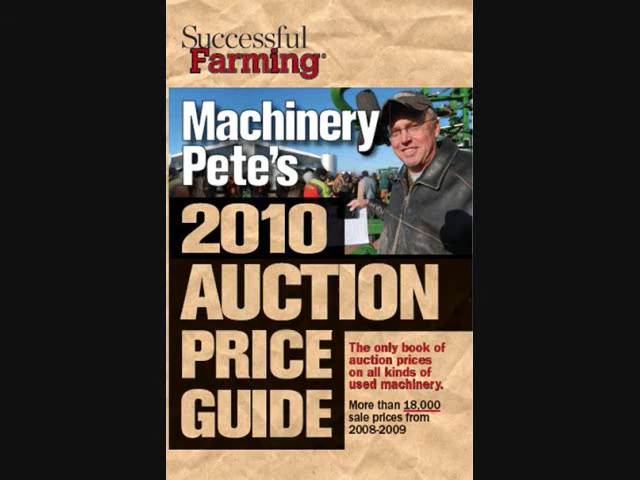 Successful
Farming®
Machinery
Pete's
2010
AUCTION
PRICE
GUIDE
The only book of
auction prices
on all kinds of
used machinery.
More than 18,000
sale prices from
2008-2009